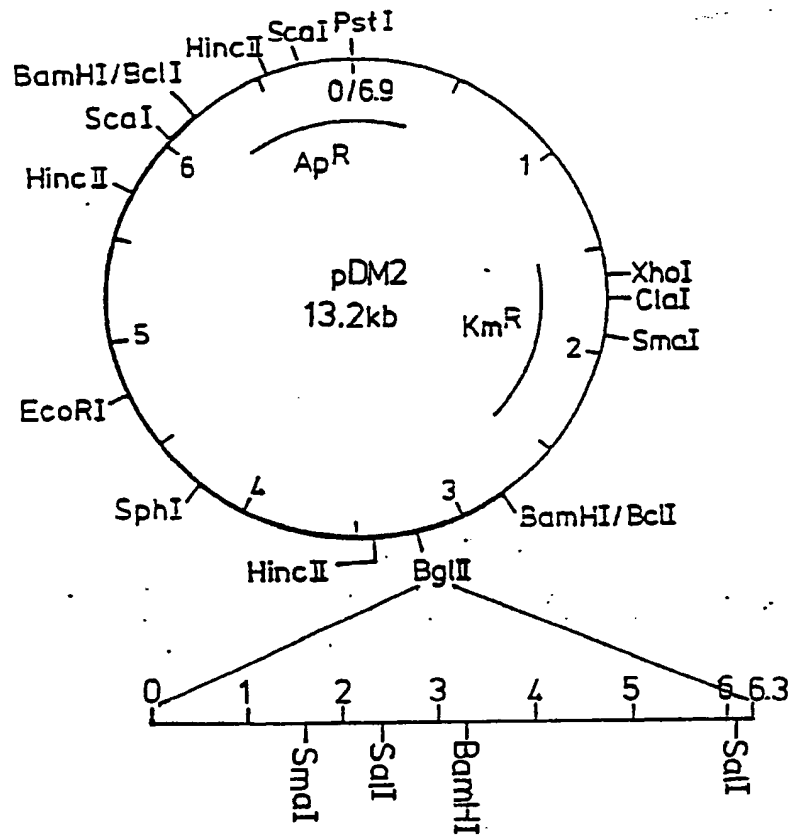 HincII
ScaI
PstI
BamHI/BclI
0/6.9
ScaI
6
Ap^R
1
HincII
pDM2
13.2kb
XhoI
ClaI
Km^R
SmaI
2
5
EcoRI
SphI
4
3
BamHI/BclI
HincII
BglII
0 1 2 3 4 5 6 6.3
SmaI
SalI
BamHI
SalI